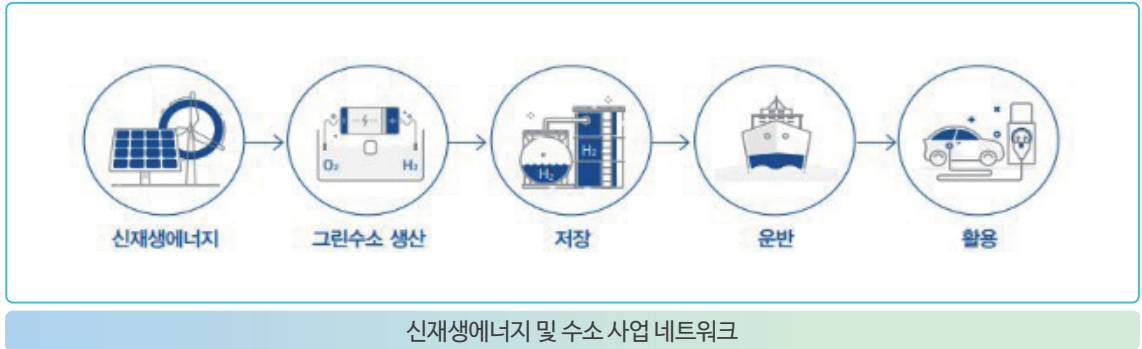 O₂
H₂
H₂
H₂
신재생에너지
그린수소 생산
저장
운반
활용
신재생에너지 및 수소 사업 네트워크